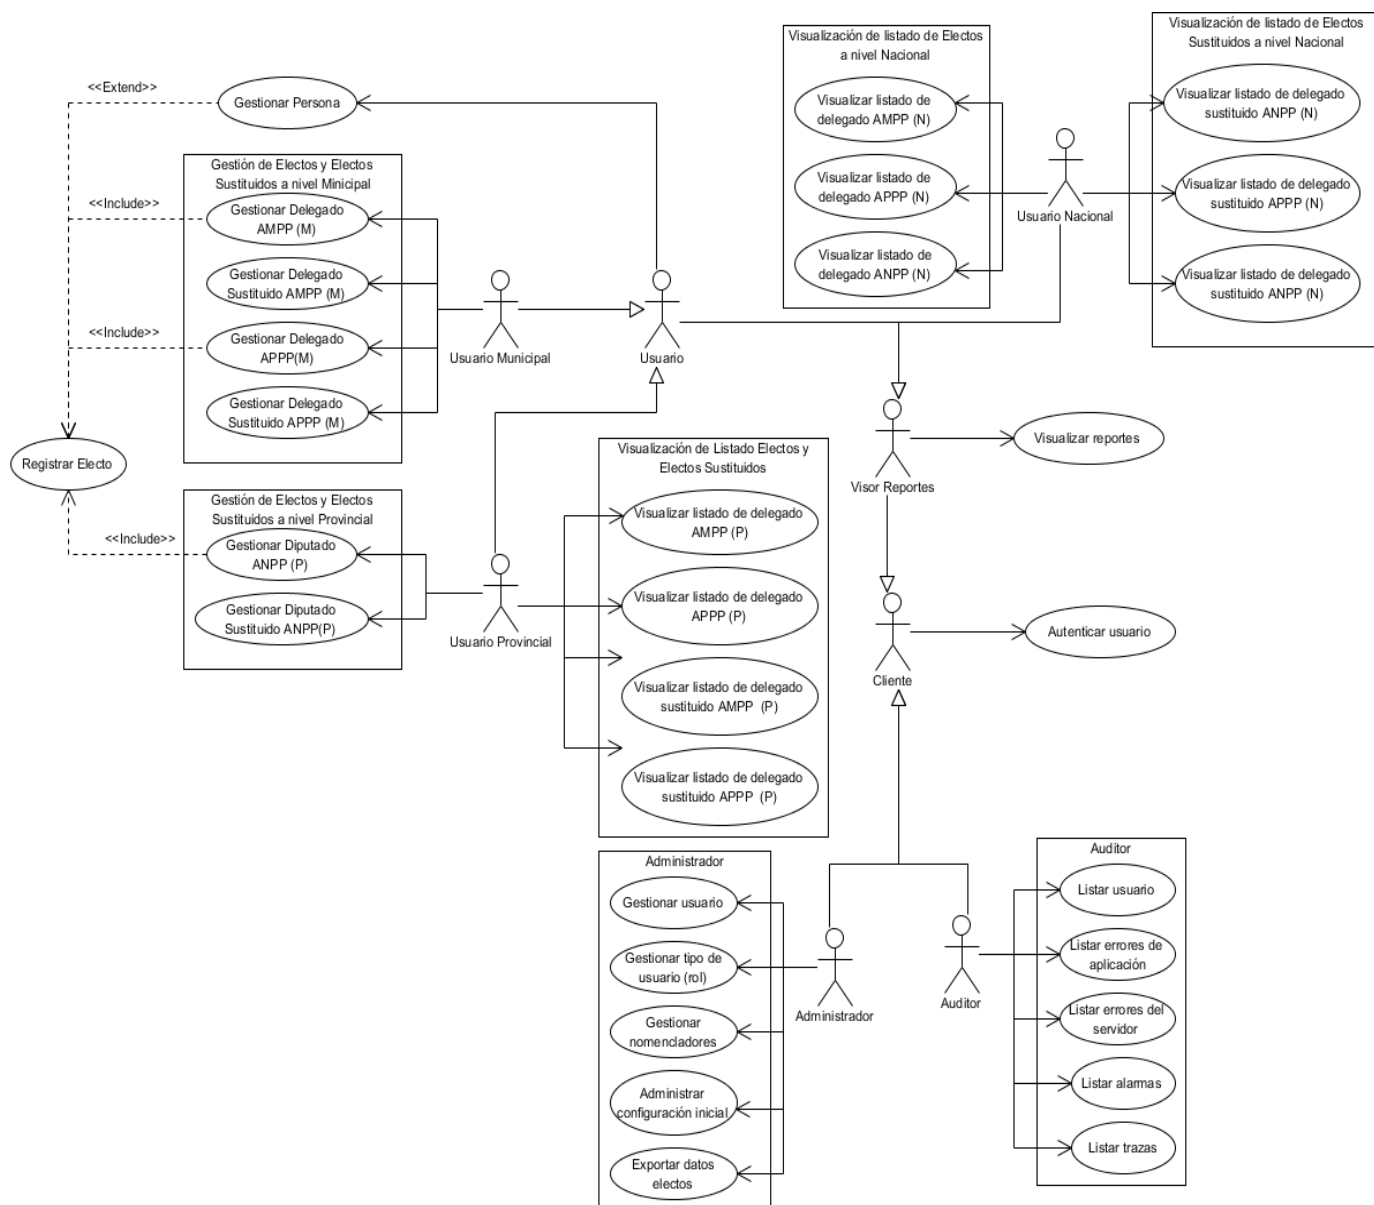 Visualización de listado de Electos
a nivel Nacional
Visualizar listado de
delegado AMPP (N)
Visualizar listado de
delegado APPP (N)
Visualizar listado de
delegado ANPP (N)
Usuario Nacional
Visualización de listado de Electos
Sustituidos a nivel Nacional
Visualizar listado de delegado
sustituido ANPP (N)
Visualizar listado de delegado
sustituido APPP (N)
Visualizar listado de delegado
sustituido ANPP (N)
<<Extend>>
Gestionar Persona
Gestión de Electos y Electos
Sustituidos a nivel Minicipal
<<Include>>
Gestionar Delegado
AMPP (M)
Gestionar Delegado
Sustituido AMPP (M)
<<Include>>
Gestionar Delegado
APPP(M)
Gestionar Delegado
Sustituido APPP (M)
Usuario Municipal
Usuario
Registrar Electo
Gestión de Electos y Electos
Sustituidos a nivel Provincial
<<Include>>
Gestionar Diputado
ANPP (P)
Gestionar Diputado
Sustituido ANPP(P)
Usuario Provincial
Visualización de Listado Electos y
Electos Sustituidos
Visualizar listado de delegado
AMPP (P)
Visualizar listado de delegado
APPP (P)
Visualizar listado de delegado
sustituido AMPP (P)
Visualizar listado de delegado
sustituido APPP (P)
Visor Reportes
Visualizar reportes
Cliente
Autenticar usuario
Administrador
Gestionar usuario
Gestionar tipo de
usuario (rol)
Gestionar
nomencladores
Administrar
configuración inicial
Exportar datos
electos
Administrador
Auditor
Auditor
Listar usuario
Listar errores de
aplicación
Listar errores del
servidor
Listar alarmas
Listar trazas